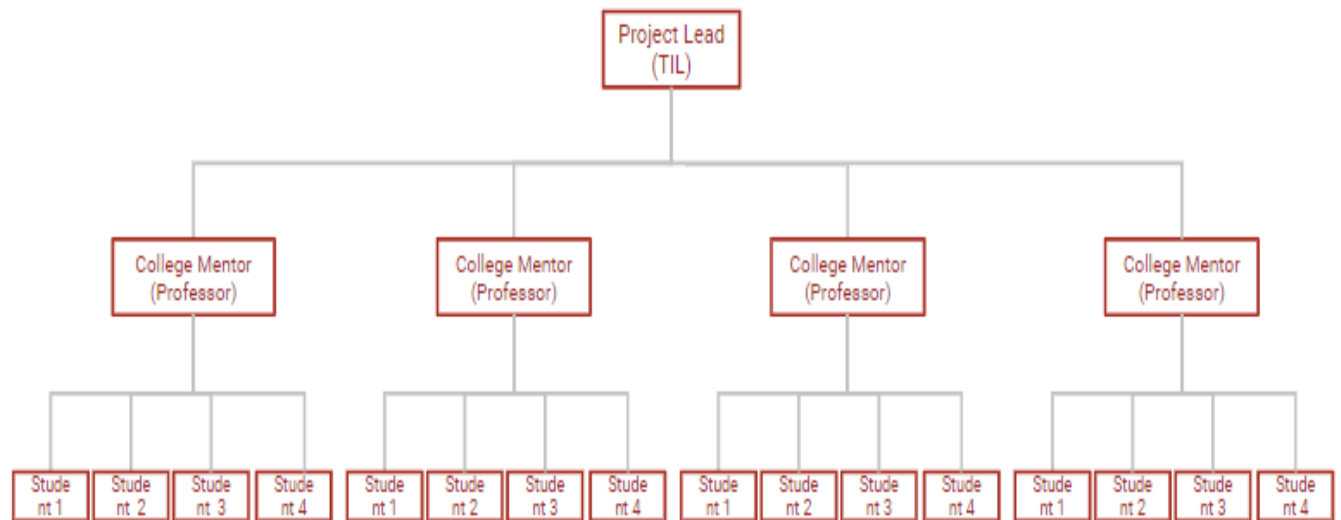 Project Lead
(TIL)
College Mentor
(Professor)
College Mentor
(Professor)
College Mentor
(Professor)
College Mentor
(Professor)
Stude
nt 1
Stude
nt 2
Stude
nt 3
Stude
nt 4
Stude
nt 1
Stude
nt 2
Stude
nt 3
Stude
nt 4
Stude
nt 1
Stude
nt 2
Stude
nt 3
Stude
nt 4
Stude
nt 1
Stude
nt 2
Stude
nt 3
Stude
nt 4